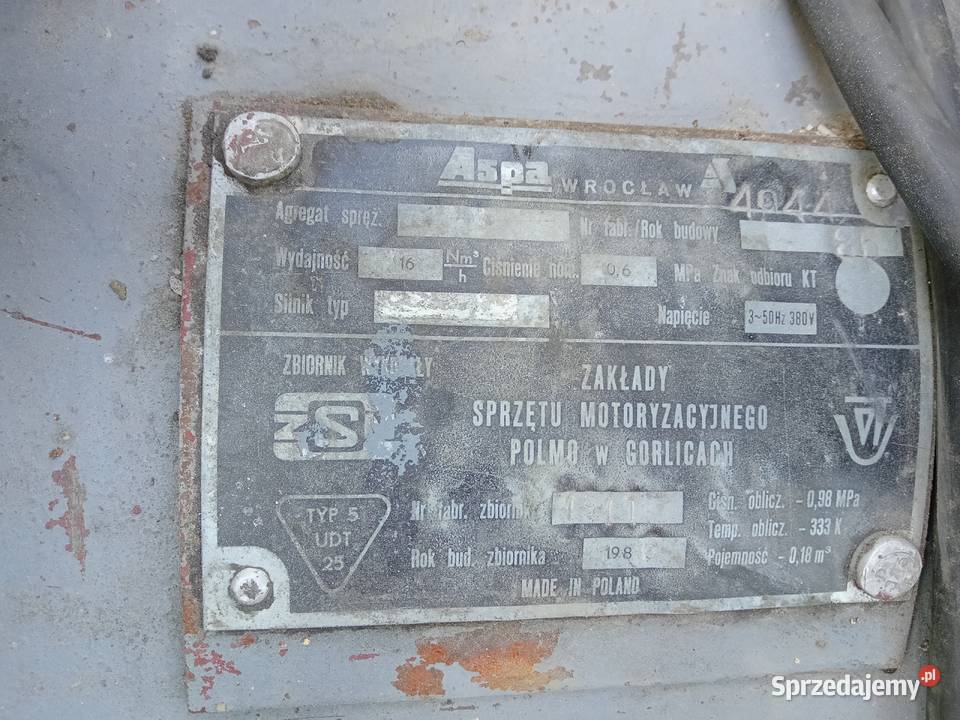 Aspa WROCŁAW A 4044
Agregat spręż. Nr fabr./Rok budowy
Wydajność 16 Nm³/h Ciśnienie nom. 0,6 MPa Znak odbioru KT
Silnik typ Napięcie 3~50Hz 380V
ZBIORNIK WYKONAŁY
ZAKŁADY
SPRZĘTU MOTORYZACYJNEGO
POLMO w GORLICACH
TYP 5
UDT
25
Nr fabr. zbiornika
Rok bud. zbiornika 198
MADE IN POLAND
Ciśn. oblicz. - 0,98 MPa
Temp. oblicz. - 333 K
Pojemność - 0,18 m³
Sprzedajemy.pl